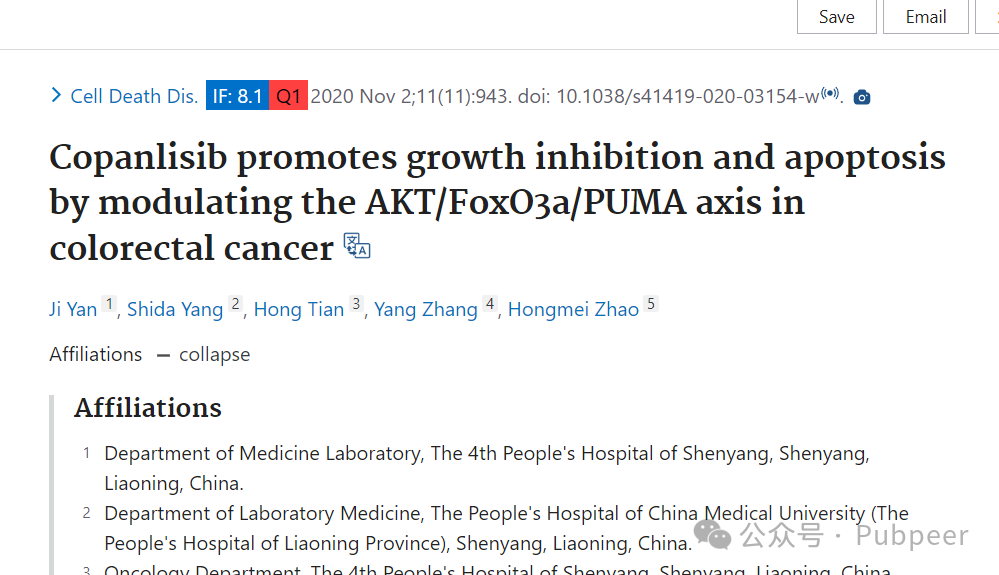 Save
Email
Cell Death Dis. IF: 8.1 Q1 2020 Nov 2;11(11):943. doi: 10.1038/s41419-020-03154-w.
Copanlisib promotes growth inhibition and apoptosis
by modulating the AKT/FoxO3a/PUMA axis in
colorectal cancer
Ji Yan 1, Shida Yang 2, Hong Tian 3, Yang Zhang 4, Hongmei Zhao 5
Affiliations — collapse
Affiliations
1 Department of Medicine Laboratory, The 4th People's Hospital of Shenyang, Shenyang,
Liaoning, China.
2 Department of Laboratory Medicine, The People's Hospital of China Medical University (The
People's Hospital of Liaoning Province), Shenyang, Liaoning, China.
公众号 · Pubpeer
3 Oncology Department, The 4th People's Hospital of Shenyang, Shenyang, Liaoning, China